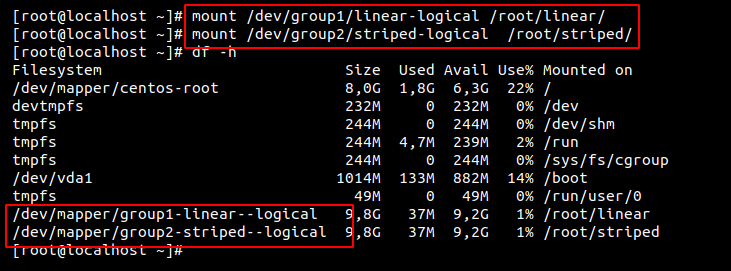 [root@localhost ~]# mount /dev/group1/linear-logical /root/linear/
[root@localhost ~]# mount /dev/group2/striped-logical  /root/striped/
[root@localhost ~]# df -h
Filesystem                            Size  Used Avail Use% Mounted on
/dev/mapper/centos-root               8,0G  1,8G  6,3G  22% /
devtmpfs                              232M     0  232M   0% /dev
tmpfs                                 244M     0  244M   0% /dev/shm
tmpfs                                 244M  4,7M  239M   2% /run
tmpfs                                 244M     0  244M   0% /sys/fs/cgroup
/dev/vda1                            1014M  133M  882M  14% /boot
tmpfs                                  49M     0   49M   0% /run/user/0
/dev/mapper/group1-linear--logical    9,8G   37M  9,2G   1% /root/linear
/dev/mapper/group2-striped--logical   9,8G   37M  9,2G   1% /root/striped
[root@localhost ~]#